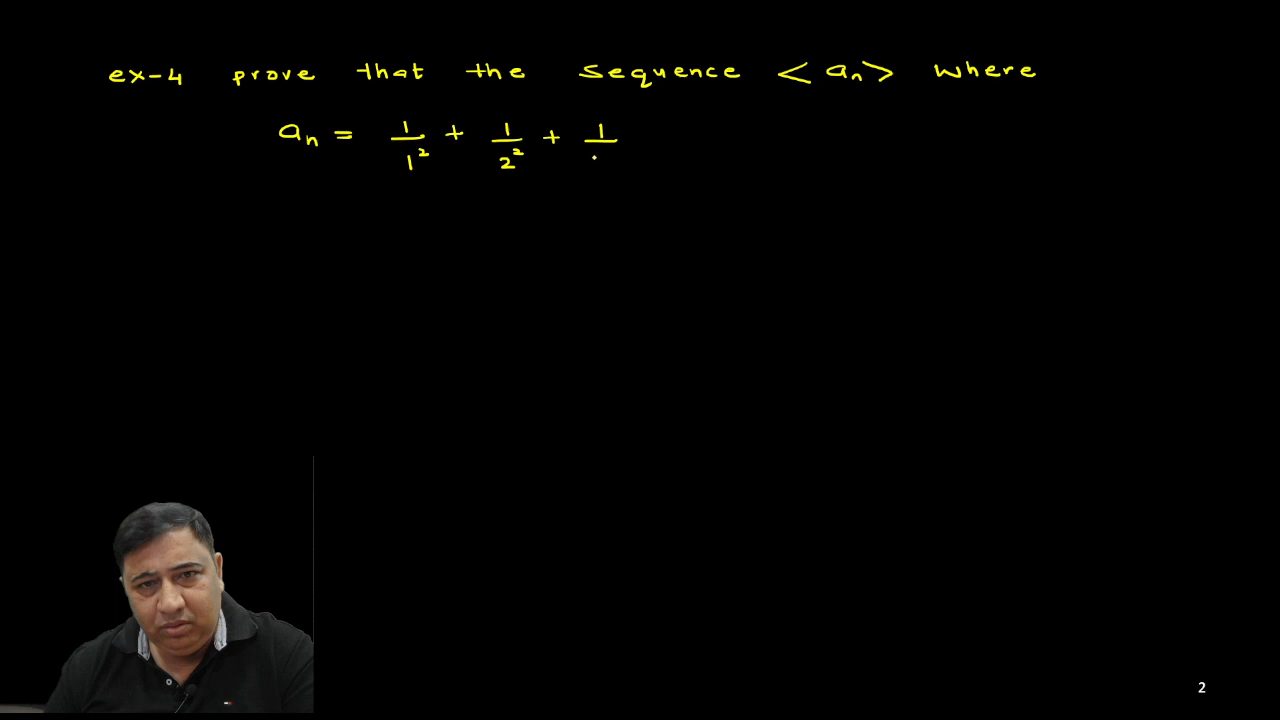 ex-4 prove that the sequence < aₙ > where
aₙ = 1/1² + 1/2² + 1/
2